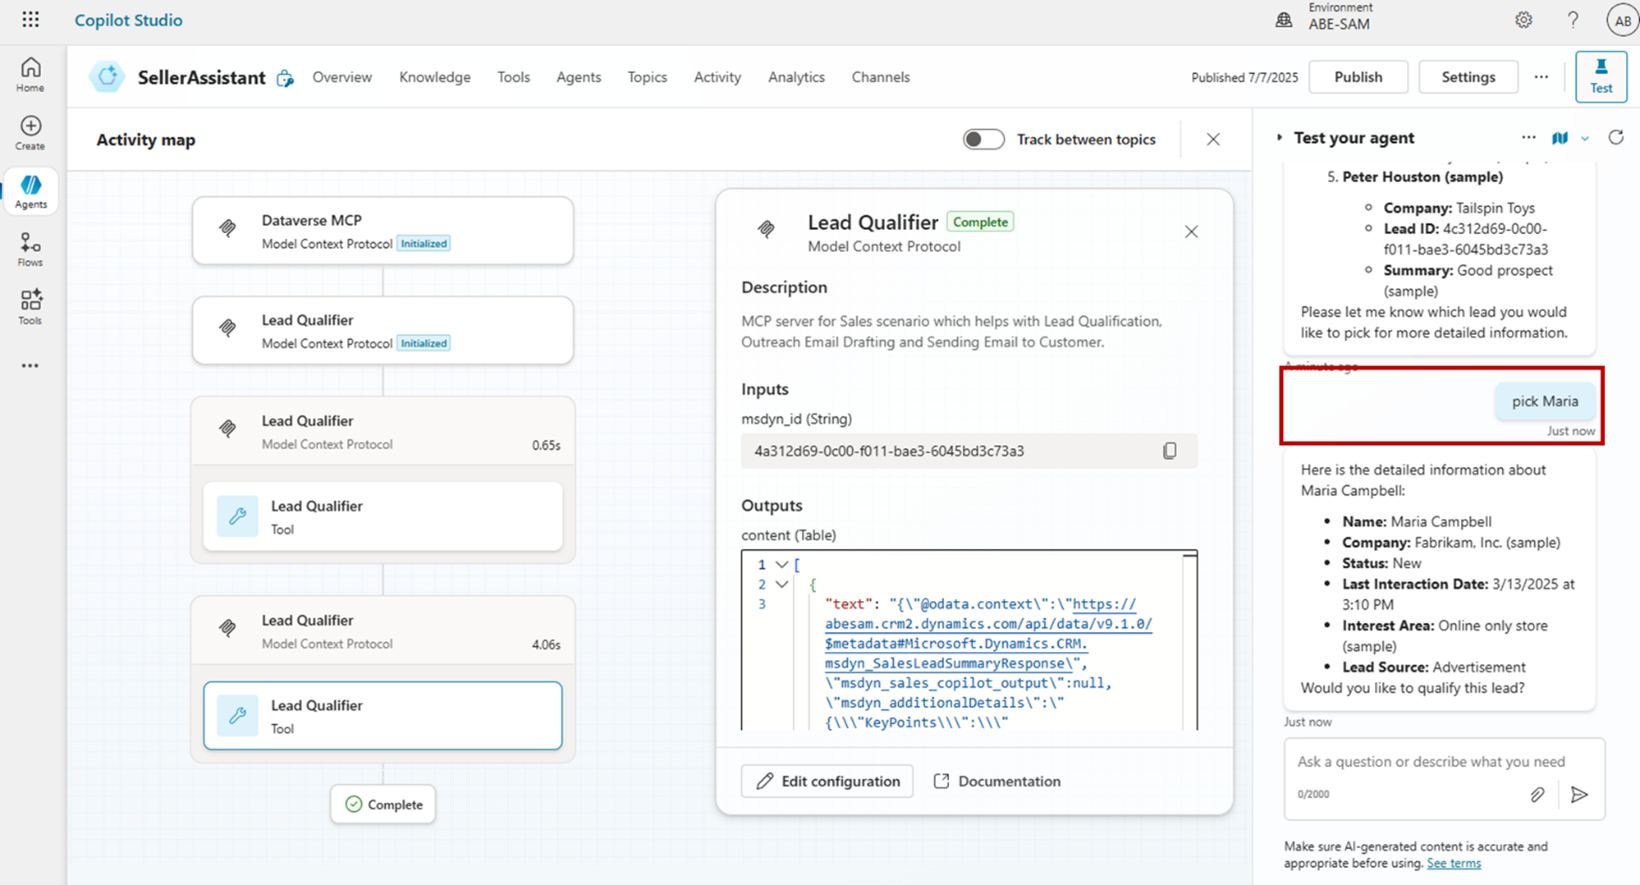 Copilot Studio
Environment
ABE-SAM
AB
Home
Create
Agents
Flows
Tools
SellerAssistant
Overview
Knowledge
Tools
Agents
Topics
Activity
Analytics
Channels
Published 7/7/2025
Publish
Settings
Test
Activity map
Track between topics
Dataverse MCP
Model Context Protocol Initialized
Lead Qualifier
Model Context Protocol Initialized
Lead Qualifier
Model Context Protocol 0.65s
Lead Qualifier
Tool
Lead Qualifier
Model Context Protocol 4.06s
Lead Qualifier
Tool
Complete
Lead Qualifier Complete
Model Context Protocol
Description
MCP server for Sales scenario which helps with Lead Qualification,
Outreach Email Drafting and Sending Email to Customer.
Inputs
msdyn_id (String)
4a312d69-0c00-f011-bae3-6045bd3c73a3
Outputs
content (Table)
1 [
2 {
3 "text": "{\"@odata.context\":\"https://
abesam.crm2.dynamics.com/api/data/v9.1.0/
$metadata#Microsoft.Dynamics.CRM.
msdyn_SalesLeadSummaryResponse\",
\"msdyn_sales_copilot_output\":null,
\"msdyn_additionalDetails\":\"
{\\\"KeyPoints\\\":\\\"
Edit configuration
Documentation
Test your agent
5. Peter Houston (sample)
Company: Tailspin Toys
Lead ID: 4c312d69-0c00-
f011-bae3-6045bd3c73a3
Summary: Good prospect
(sample)
Please let me know which lead you would
like to pick for more detailed information.
A minute ago
pick Maria
Just now
Here is the detailed information about
Maria Campbell:
Name: Maria Campbell
Company: Fabrikam, Inc. (sample)
Status: New
Last Interaction Date: 3/13/2025 at
3:10 PM
Interest Area: Online only store
(sample)
Lead Source: Advertisement
Would you like to qualify this lead?
Just now
Ask a question or describe what you need
0/2000
Make sure AI-generated content is accurate and
appropriate before using. See terms